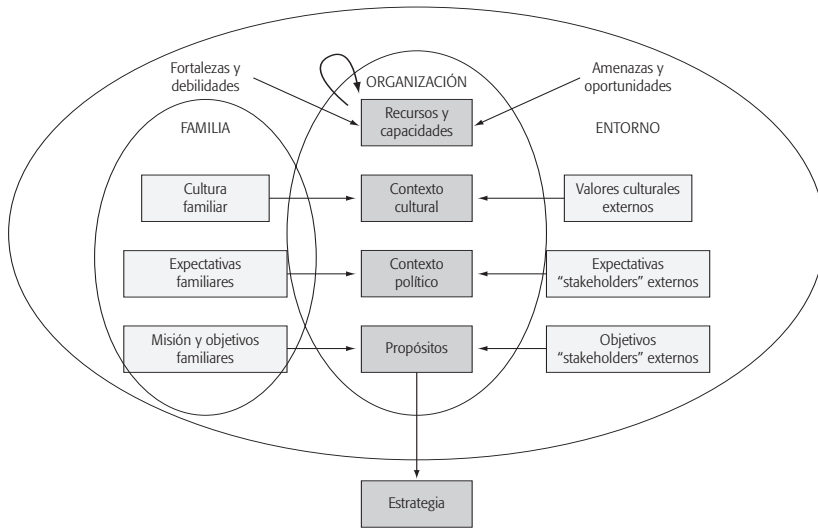 Fortalezas y
debilidades
ORGANIZACIÓN
Amenazas y
oportunidades
FAMILIA
Recursos y
capacidades
ENTORNO
Cultura
familiar
Contexto
cultural
Valores culturales
externos
Expectativas
familiares
Contexto
político
Expectativas
“stakeholders” externos
Misión y objetivos
familiares
Propósitos
Objetivos
“stakeholders” externos
Estrategia